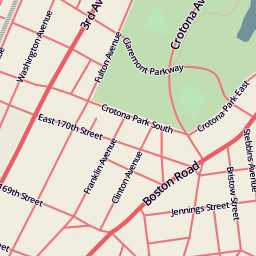 3rd Av
Crotona Av
Washington Avenue
Fulton Avenue
Claremont Parkway
Crotona Park East
Crotona Park South
East 170th Street
Stebbins Avenue
Franklin Avenue
Clinton Avenue
Boston Road
Bristow Street
169th Street
Jennings Street